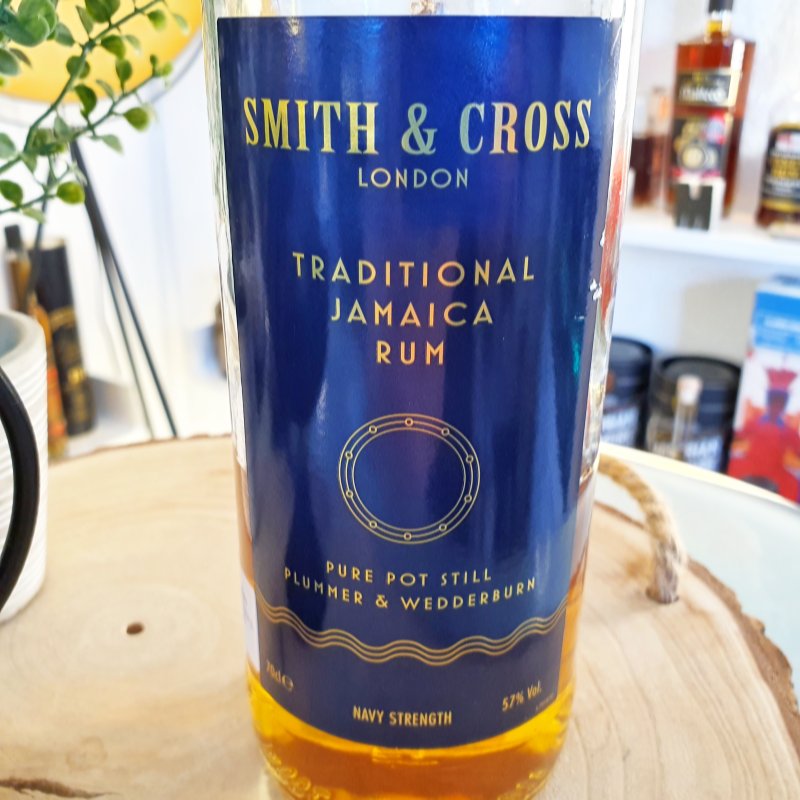 SMITH & CROSS
LONDON
TRADITIONAL
JAMAICA
RUM
PURE POT STILL
PLUMMER & WEDDERBURN
70cl ℮
NAVY STRENGTH
57% Vol.